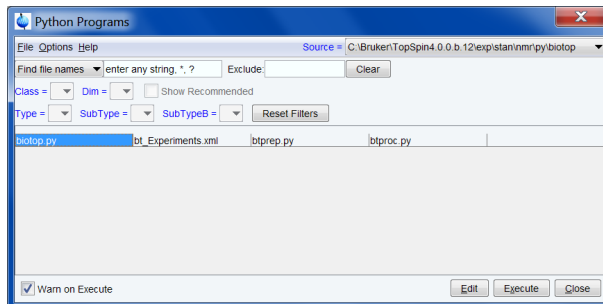 Python Programs
File Options Help Source = C:\Bruker\TopSpin4.0.0.b.12\exp\stan\nmr\py\biotop
Find file names enter any string, *, ? Exclude: Clear
Class = Dim = Show Recommended
Type = SubType = SubTypeB = Reset Filters
biotop.py bt_Experiments.xml btprep.py btproc.py
Warn on Execute Edit Execute Close